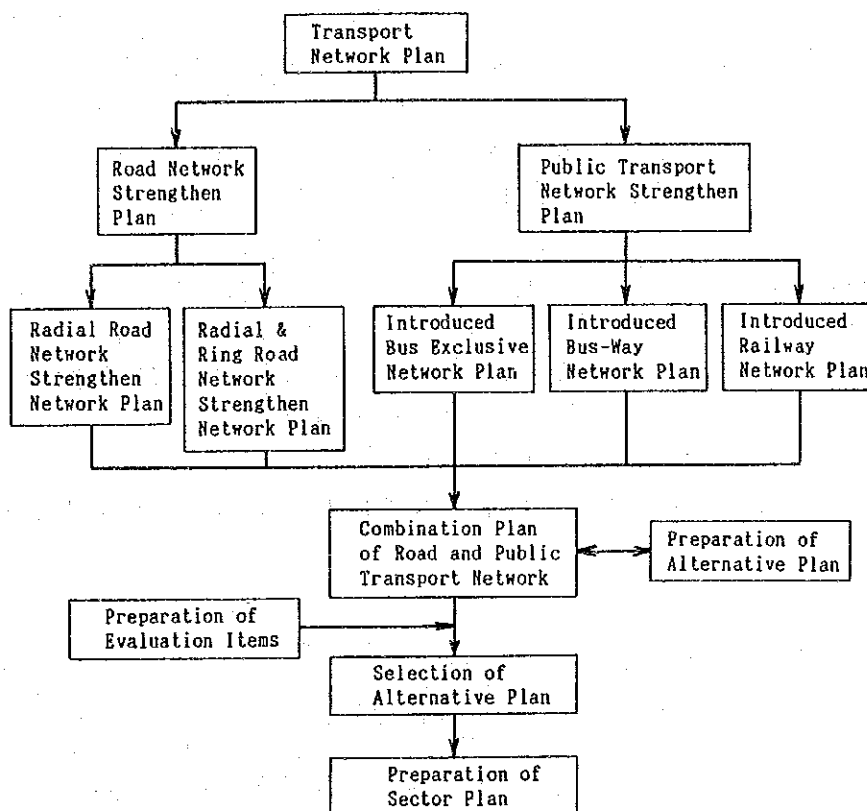 Transport
Network Plan
Road Network
Strengthen
Plan
Public Transport
Network Strengthen
Plan
Radial Road
Network
Strengthen
Network Plan
Radial &
Ring Road
Network
Strengthen
Network Plan
Introduced
Bus Exclusive
Network Plan
Introduced
Bus-Way
Network Plan
Introduced
Railway
Network Plan
Combination Plan
of Road and Public
Transport Network
Preparation of
Alternative Plan
Preparation of
Evaluation Items
Selection of
Alternative Plan
Preparation of
Sector Plan